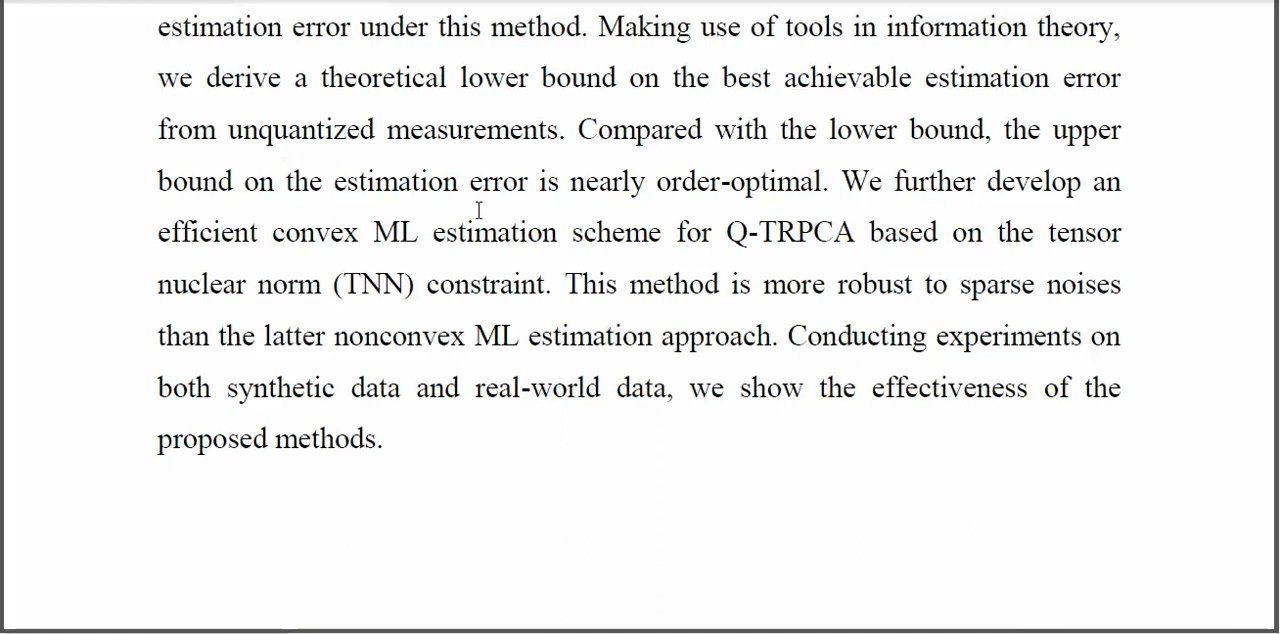 estimation error under this method. Making use of tools in information theory,
we derive a theoretical lower bound on the best achievable estimation error
from unquantized measurements. Compared with the lower bound, the upper
bound on the estimation error is nearly order-optimal. We further develop an
efficient convex ML estimation scheme for Q-TRPCA based on the tensor
nuclear norm (TNN) constraint. This method is more robust to sparse noises
than the latter nonconvex ML estimation approach. Conducting experiments on
both synthetic data and real-world data, we show the effectiveness of the
proposed methods.